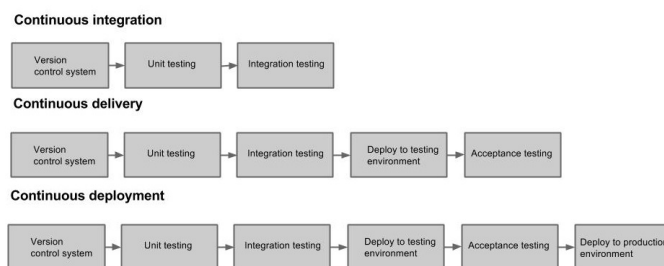 Continuous integration
Version
control system
Unit testing
Integration testing
Continuous delivery
Version
control system
Unit testing
Integration testing
Deploy to testing
environment
Acceptance testing
Continuous deployment
Version
control system
Unit testing
Integration testing
Deploy to testing
environment
Acceptance testing
Deploy to production
environment